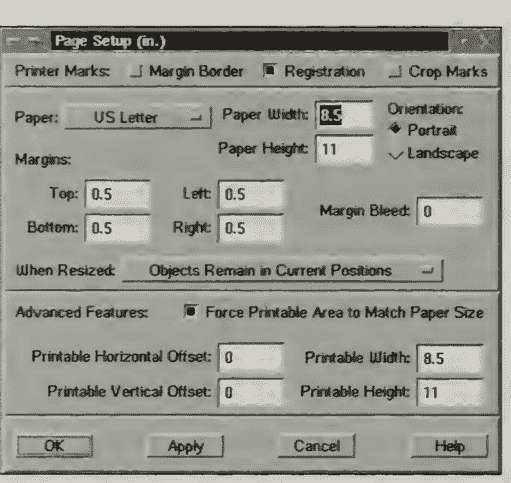 Page Setup (in.)
Printer Marks: Margin Border Registration Crop Marks
Paper: US Letter Paper Width: 8.5 Orientation:
Portrait
Paper Height: 11 Landscape
Margins:
Top: 0.5 Left: 0.5 Margin Bleed: 0
Bottom: 0.5 Right: 0.5
When Resized: Objects Remain in Current Positions
Advanced Features: Force Printable Area to Match Paper Size
Printable Horizontal Offset: 0 Printable Width: 8.5
Printable Vertical Offset: 0 Printable Height: 11
OK Apply Cancel Help